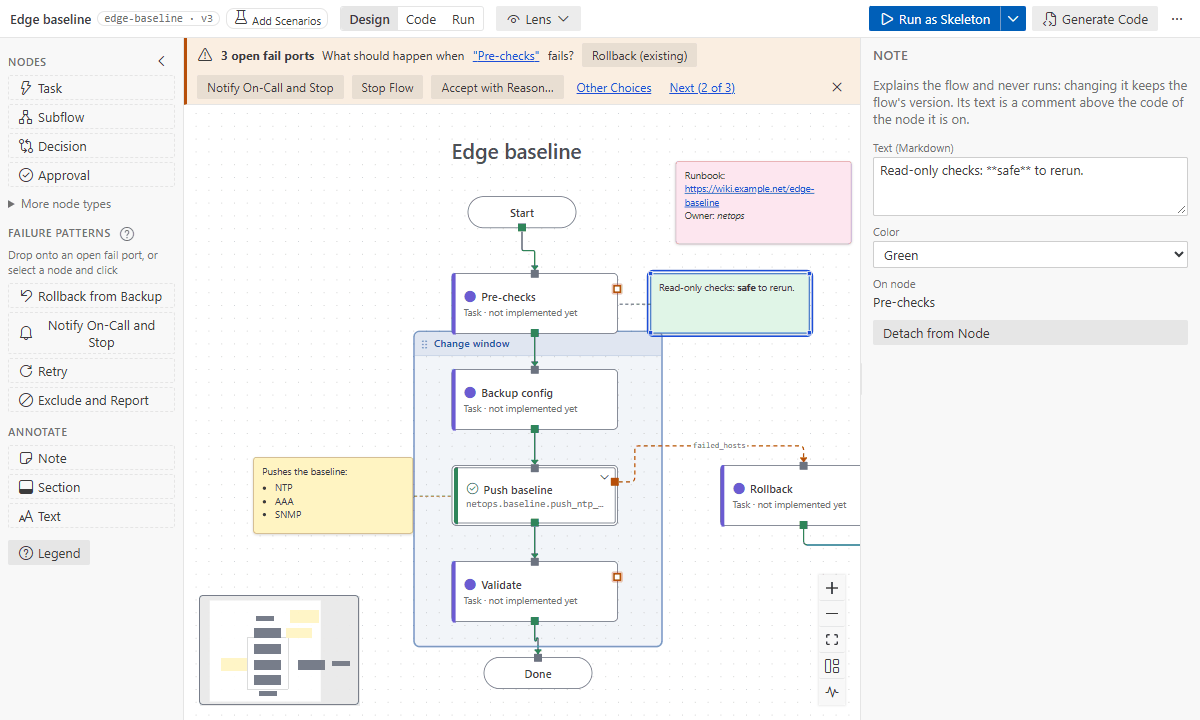 Edge baseline
edge-baseline · v3
Add Scenarios
Design
Code
Run
Lens
Run as Skeleton
Generate Code
NODES
Task
Subflow
Decision
Approval
More node types
FAILURE PATTERNS
Drop onto an open fail port, or
select a node and click
Rollback from Backup
Notify On-Call and
Stop
Retry
Exclude and Report
ANNOTATE
Note
Section
Text
Legend
3 open fail ports What should happen when "Pre-checks" fails?
Rollback (existing)
Notify On-Call and Stop
Stop Flow
Accept with Reason...
Other Choices
Next (2 of 3)
Edge baseline
Runbook:
https://wiki.example.net/edge-
baseline
Owner: netops
Start
Pre-checks
Task · not implemented yet
Read-only checks: safe to rerun.
Change window
Backup config
Task · not implemented yet
failed_hosts
Pushes the baseline:
• NTP
• AAA
• SNMP
Push baseline
netops.baseline.push_ntp_…
Rollback
Task · not implemented yet
Validate
Task · not implemented yet
Done
NOTE
Explains the flow and never runs: changing it keeps the
flow's version. Its text is a comment above the code of
the node it is on.
Text (Markdown)
Read-only checks: **safe** to rerun.
Color
Green
On node
Pre-checks
Detach from Node